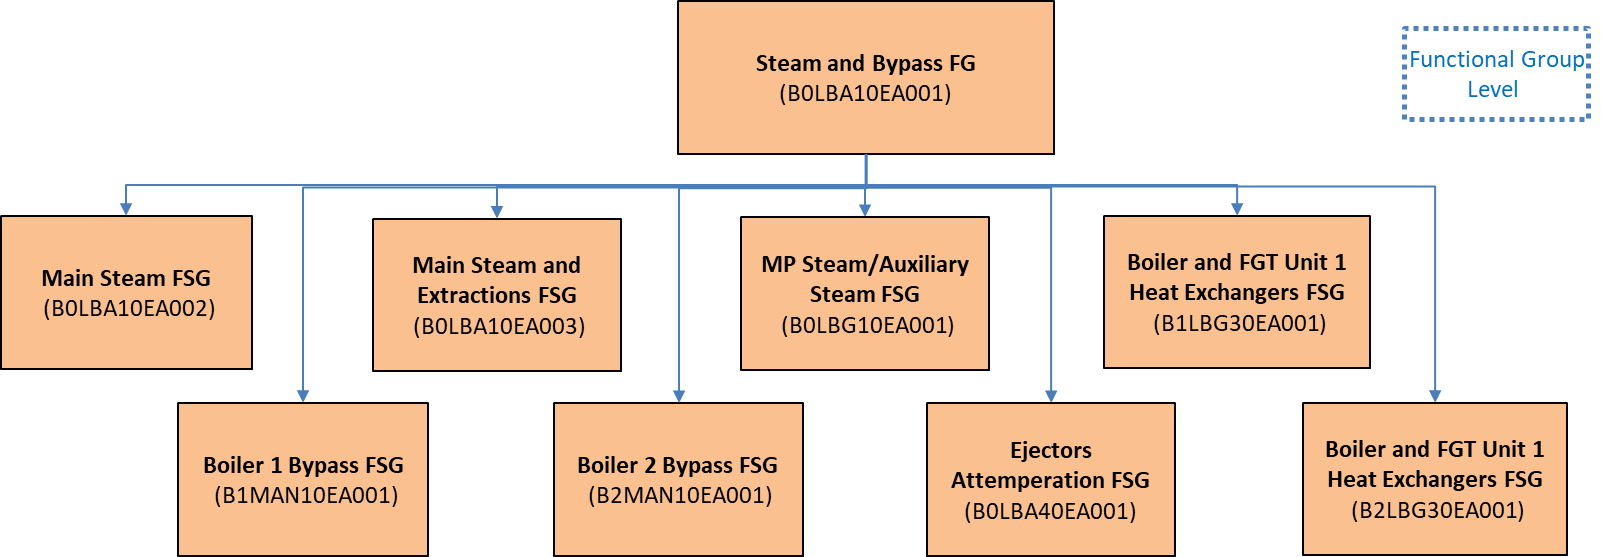 Steam and Bypass FG
(B0LBA10EA001)
Functional Group
Level
Main Steam FSG
(B0LBA10EA002)
Main Steam and
Extractions FSG
(B0LBA10EA003)
MP Steam/Auxiliary
Steam FSG
(B0LBG10EA001)
Boiler and FGT Unit 1
Heat Exchangers FSG
(B1LBG30EA001)
Boiler 1 Bypass FSG
(B1MAN10EA001)
Boiler 2 Bypass FSG
(B2MAN10EA001)
Ejectors
Attemperation FSG
(B0LBA40EA001)
Boiler and FGT Unit 1
Heat Exchangers FSG
(B2LBG30EA001)